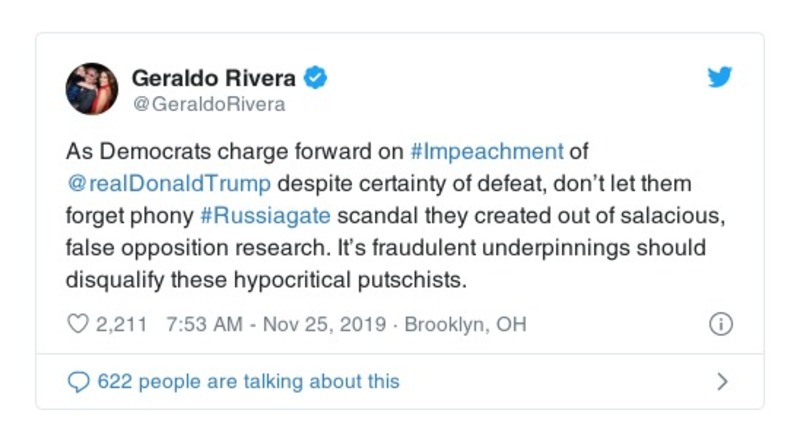 Geraldo Rivera
@GeraldoRivera
As Democrats charge forward on #Impeachment of
@realDonaldTrump despite certainty of defeat, don’t let them
forget phony #Russiagate scandal they created out of salacious,
false opposition research. It’s fraudulent underpinnings should
disqualify these hypocritical putschists.
2,211 7:53 AM - Nov 25, 2019 · Brooklyn, OH
622 people are talking about this